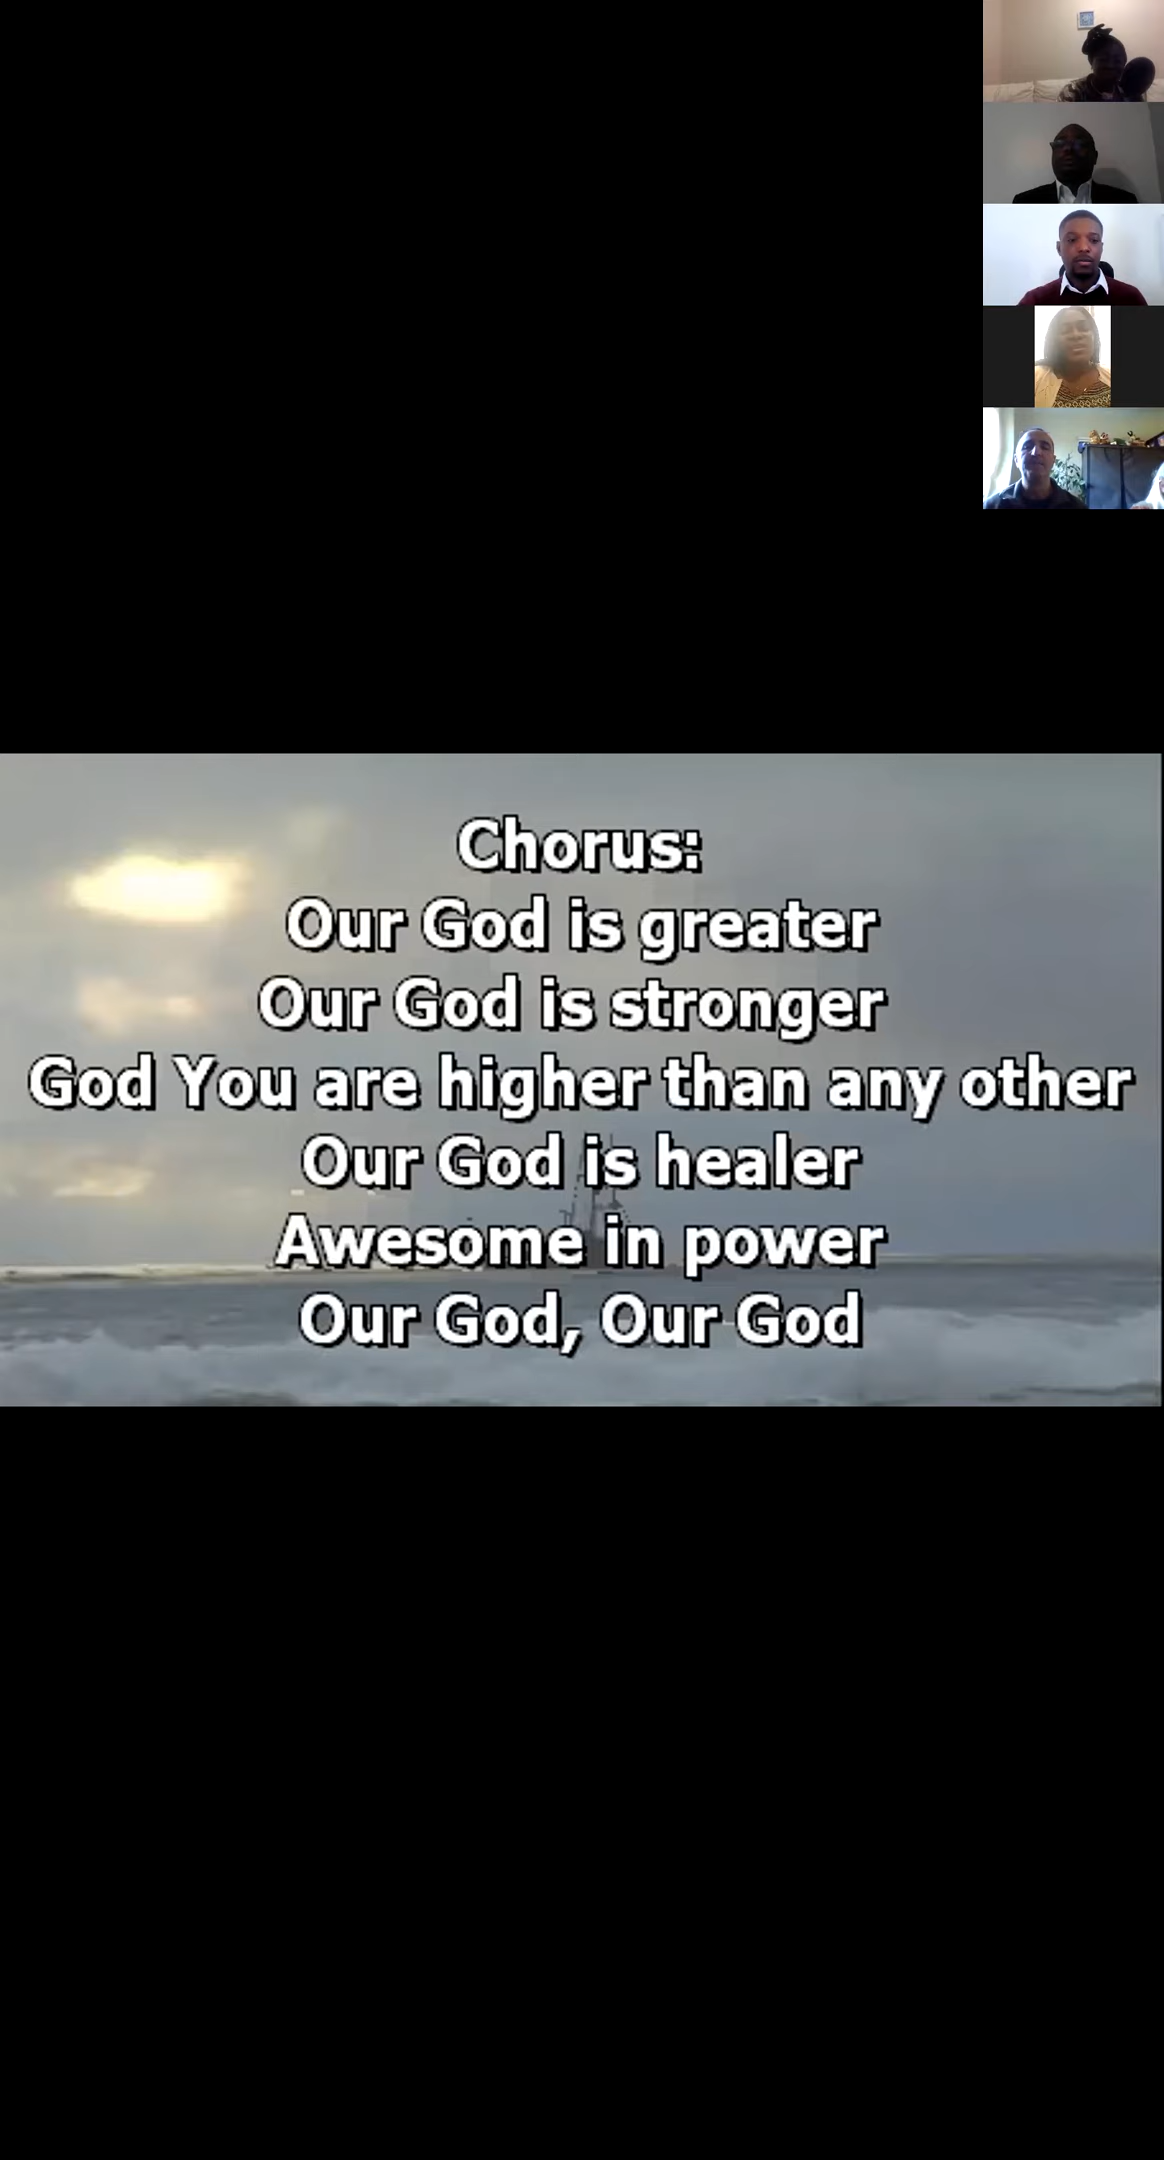 Chorus:
Our God is greater
Our God is stronger
God You are higher than any other
Our God is healer
Awesome in power
Our God, Our God